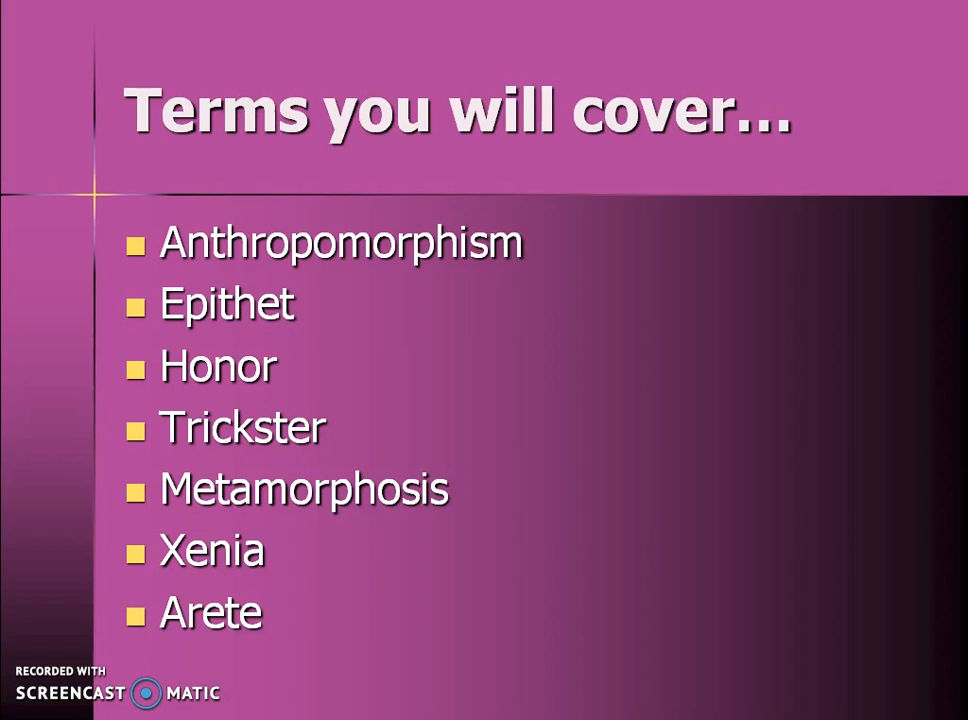 Terms you will cover...
Anthropomorphism
Epithet
Honor
Trickster
Metamorphosis
Xenia
Arete
RECORDED WITH
SCREENCAST MATIC